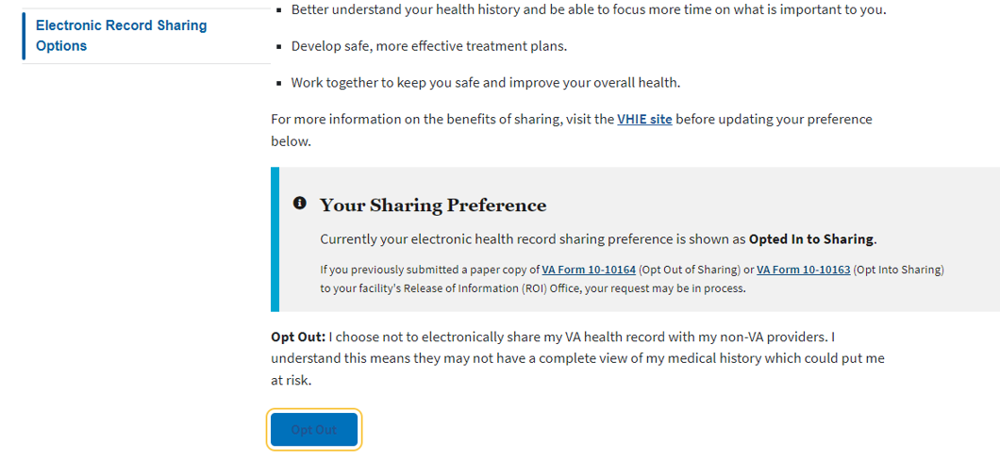 Better understand your health history and be able to focus more time on what is important to you.
Electronic Record Sharing
Options
Develop safe, more effective treatment plans.
Work together to keep you safe and improve your overall health.
For more information on the benefits of sharing, visit the VHIE site before updating your preference
below.
Your Sharing Preference
Currently your electronic health record sharing preference is shown as Opted In to Sharing.
If you previously submitted a paper copy of VA Form 10-10164 (Opt Out of Sharing) or VA Form 10-10163 (Opt Into Sharing)
to your facility's Release of Information (ROI) Office, your request may be in process.
Opt Out: I choose not to electronically share my VA health record with my non-VA providers. I
understand this means they may not have a complete view of my medical history which could put me
at risk.
Opt Out